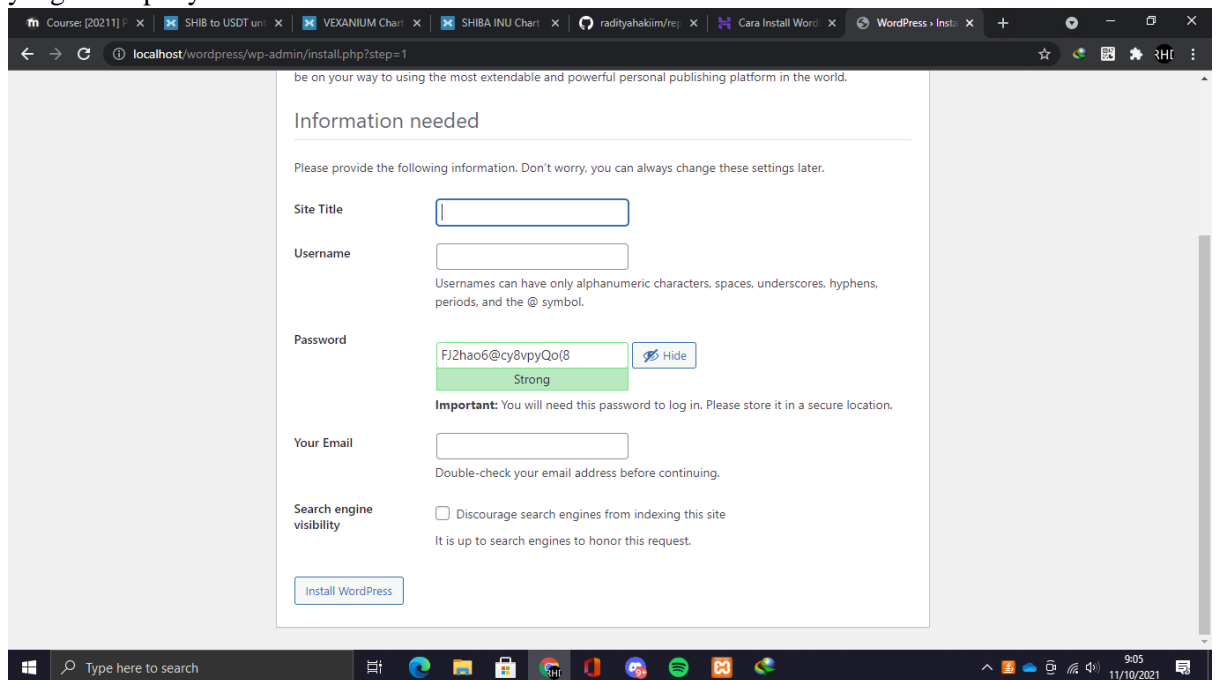 Course: [20211] P
SHIB to USDT unt
VEXANIUM Chart
SHIBA INU Chart
radityahakiim/rep
Cara Install Word
WordPress › Insta
localhost/wordpress/wp-admin/install.php?step=1
be on your way to using the most extendable and powerful personal publishing platform in the world.
Information needed
Please provide the following information. Don't worry, you can always change these settings later.
Site Title
Username
Usernames can have only alphanumeric characters, spaces, underscores, hyphens,
periods, and the @ symbol.
Password
FJ2hao6@cy8vpyQo(8
Hide
Strong
Important: You will need this password to log in. Please store it in a secure location.
Your Email
Double-check your email address before continuing.
Search engine
visibility
Discourage search engines from indexing this site
It is up to search engines to honor this request.
Install WordPress
Type here to search
9:05
11/10/2021